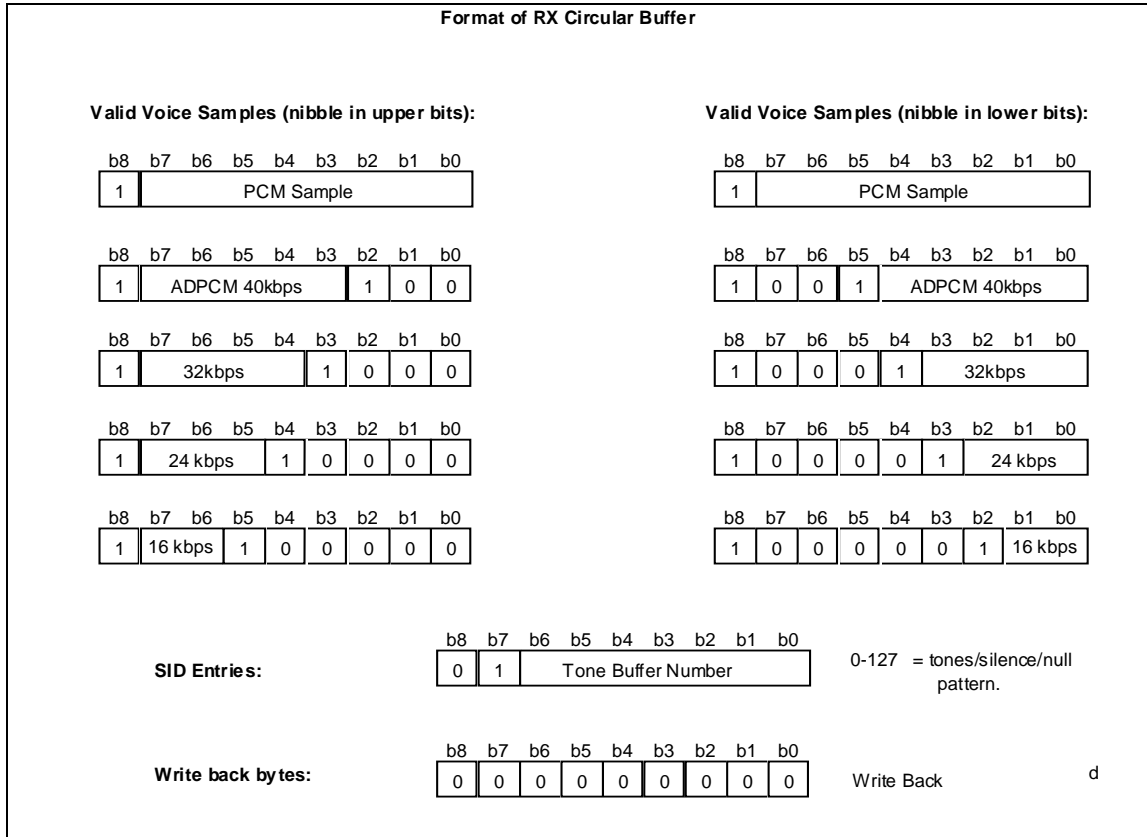 Format of RX Circular Buffer
Valid Voice Samples (nibble in upper bits):
b8 b7 b6 b5 b4 b3 b2 b1 b0
1 PCM Sample
b8 b7 b6 b5 b4 b3 b2 b1 b0
1 ADPCM 40kbps 1 0 0
b8 b7 b6 b5 b4 b3 b2 b1 b0
1 32kbps 1 0 0 0
b8 b7 b6 b5 b4 b3 b2 b1 b0
1 24 kbps 1 0 0 0 0
b8 b7 b6 b5 b4 b3 b2 b1 b0
1 16 kbps 1 0 0 0 0 0
Valid Voice Samples (nibble in lower bits):
b8 b7 b6 b5 b4 b3 b2 b1 b0
1 PCM Sample
b8 b7 b6 b5 b4 b3 b2 b1 b0
1 0 0 1 ADPCM 40kbps
b8 b7 b6 b5 b4 b3 b2 b1 b0
1 0 0 0 1 32kbps
b8 b7 b6 b5 b4 b3 b2 b1 b0
1 0 0 0 0 1 24 kbps
b8 b7 b6 b5 b4 b3 b2 b1 b0
1 0 0 0 0 0 1 16 kbps
SID Entries:
b8 b7 b6 b5 b4 b3 b2 b1 b0
0 1 Tone Buffer Number
0-127 = tones/silence/null
pattern.
Write back bytes:
b8 b7 b6 b5 b4 b3 b2 b1 b0
0 0 0 0 0 0 0 0 0
Write Back
d